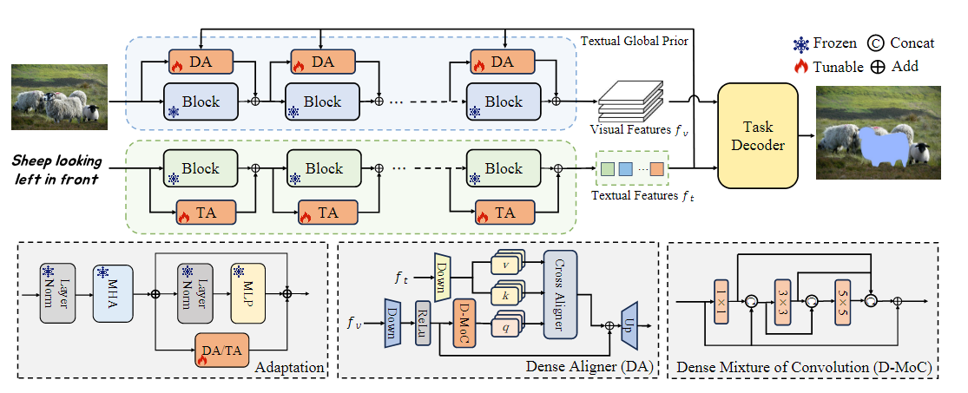 DA
DA
DA
Textual Global Prior
Frozen
C Concat
Tunable
Add
Block
Block
Block
Visual Features f_v
Task
Decoder
Sheep looking
left in front
Block
Block
Block
TA
TA
TA
Textual Features f_t
Layer
Norm
MHA
Layer
Norm
MLP
DA/TA
Adaptation
f_t
Down
v
k
Cross Aligner
f_v
Down
ReLu
D-MoC
q
Up
Dense Aligner (DA)
1 × 1
C
3 × 3
C
5 × 5
C
Dense Mixture of Convolution (D-MoC)